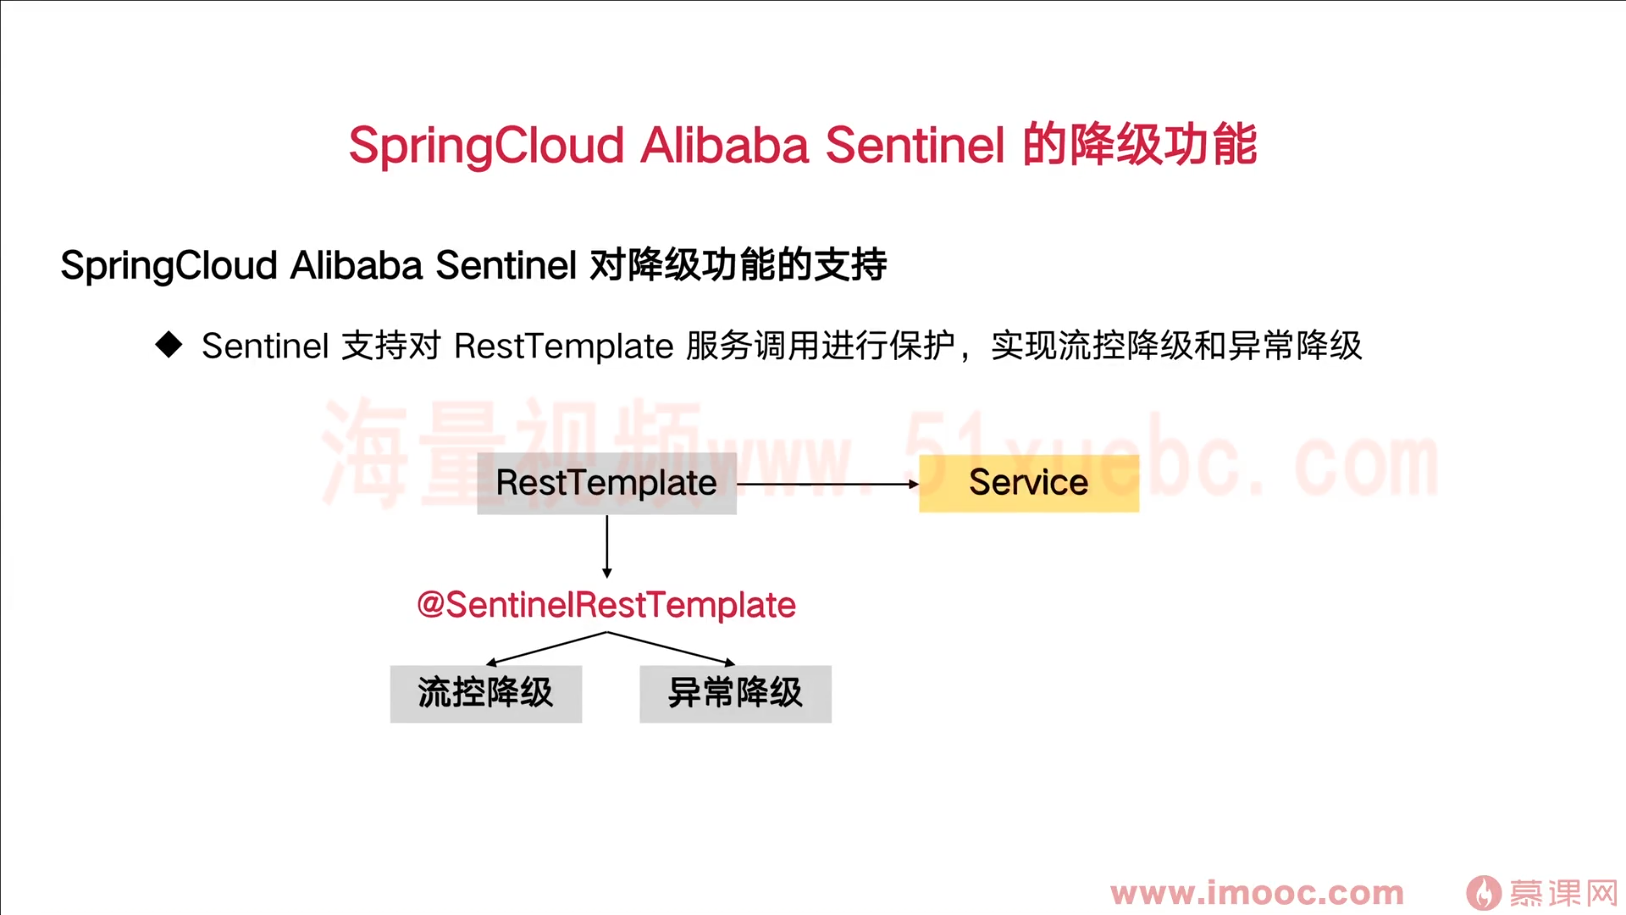 SpringCloud Alibaba Sentinel 的降级功能
SpringCloud Alibaba Sentinel 对降级功能的支持
◆ Sentinel 支持对 RestTemplate 服务调用进行保护，实现流控降级和异常降级
海量视频www.51xuebc.com
RestTemplate
Service
@SentinelRestTemplate
流控降级
异常降级
www.imooc.com
慕课网